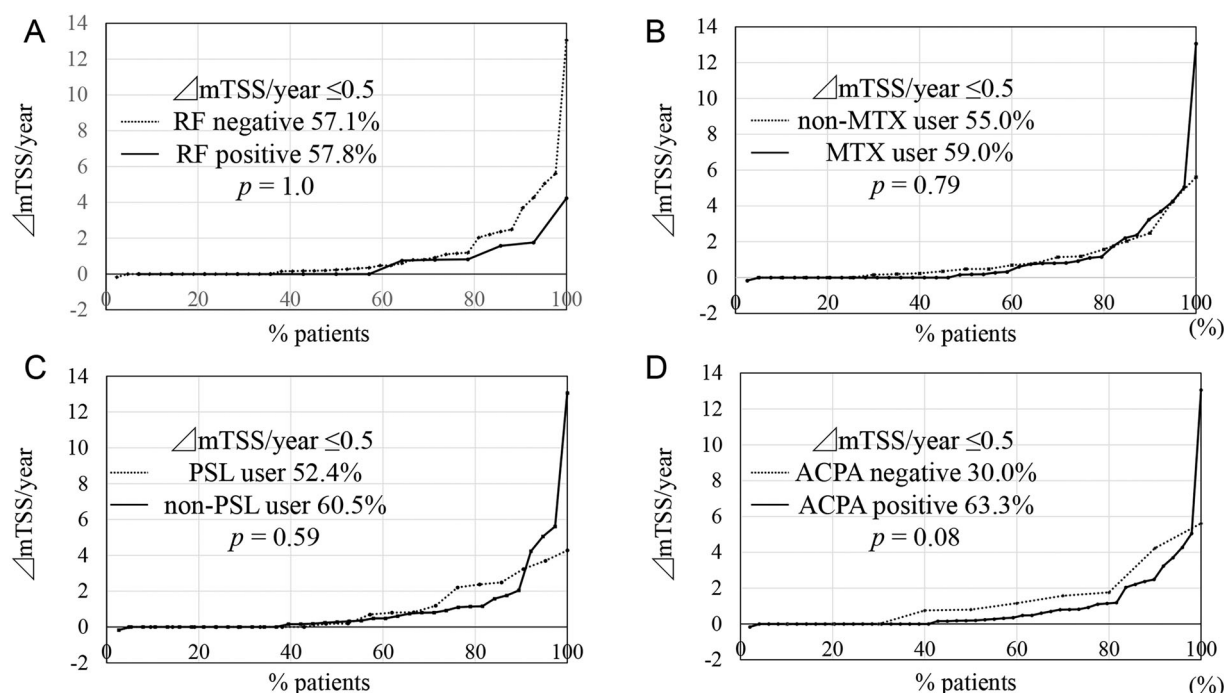 A
ΔmTSS/year
14
12
10
8
6
4
2
0
-2
⊿mTSS/year ≤0.5
RF negative 57.1%
RF positive 57.8%
p = 1.0
20
40
60
80
100
% patients
B
⊿mTSS/year
14
12
10
8
6
4
2
0
-2
⊿mTSS/year ≤0.5
non-MTX user 55.0%
MTX user 59.0%
p = 0.79
0
20
40
60
80
100
% patients
(%)
C
⊿mTSS/year
14
12
10
8
6
4
2
0
-2
⊿mTSS/year ≤0.5
PSL user 52.4%
non-PSL user 60.5%
p = 0.59
0
20
40
60
80
100
% patients
D
⊿mTSS/year
14
12
10
8
6
4
2
0
-2
⊿mTSS/year ≤0.5
ACPA negative 30.0%
ACPA positive 63.3%
p = 0.08
0
20
40
60
80
100
% patients
(%)